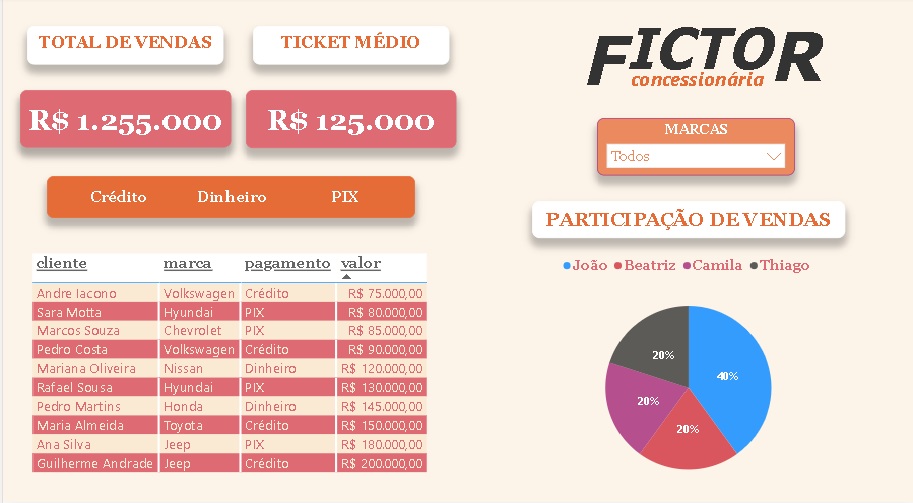 TOTAL DE VENDAS
TICKET MÉDIO
R$ 1.255.000
R$ 125.000
Crédito Dinheiro PIX
cliente marca pagamento valor
Andre Iacono Volkswagen Crédito R$ 75.000,00
Sara Motta Hyundai PIX R$ 80.000,00
Marcos Souza Chevrolet PIX R$ 85.000,00
Pedro Costa Volkswagen Crédito R$ 90.000,00
Mariana Oliveira Nissan Dinheiro R$ 120.000,00
Rafael Sousa Hyundai PIX R$ 130.000,00
Pedro Martins Honda Dinheiro R$ 145.000,00
Maria Almeida Toyota Crédito R$ 150.000,00
Ana Silva Jeep PIX R$ 180.000,00
Guilherme Andrade Jeep Crédito R$ 200.000,00
FICTOR
concessionária
MARCAS
Todos
PARTICIPAÇÃO DE VENDAS
João Beatriz Camila Thiago
20%
40%
20%
20%